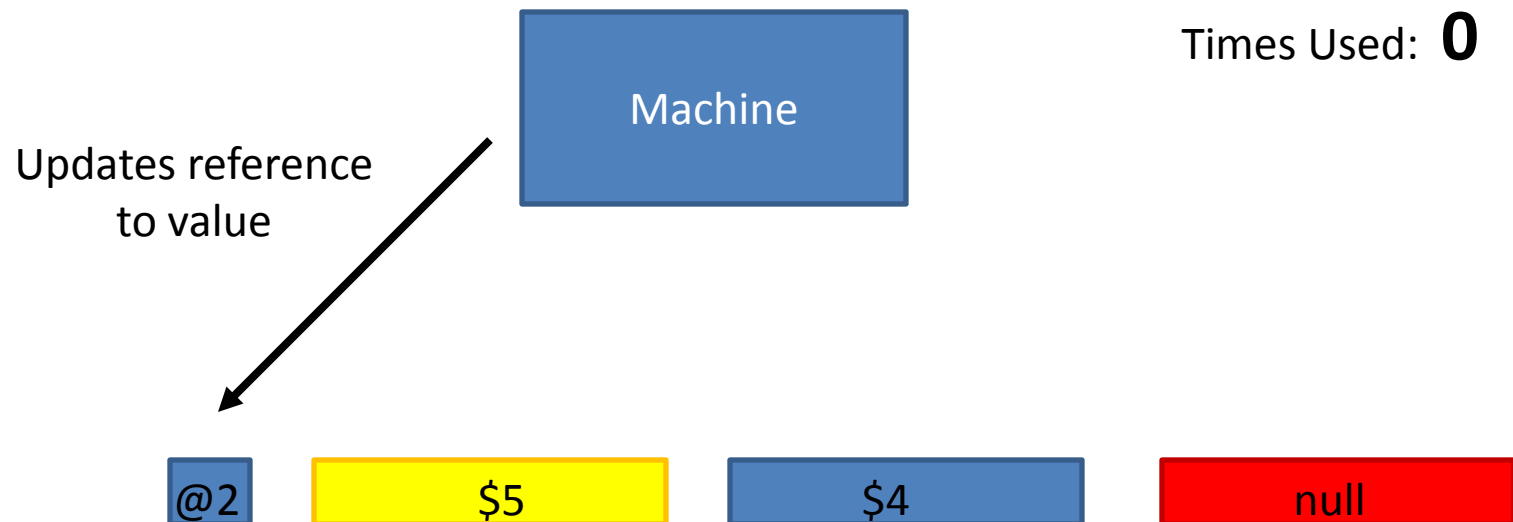 Times Used: 0
Machine
Updates reference
to value
@2
$5
$4
null